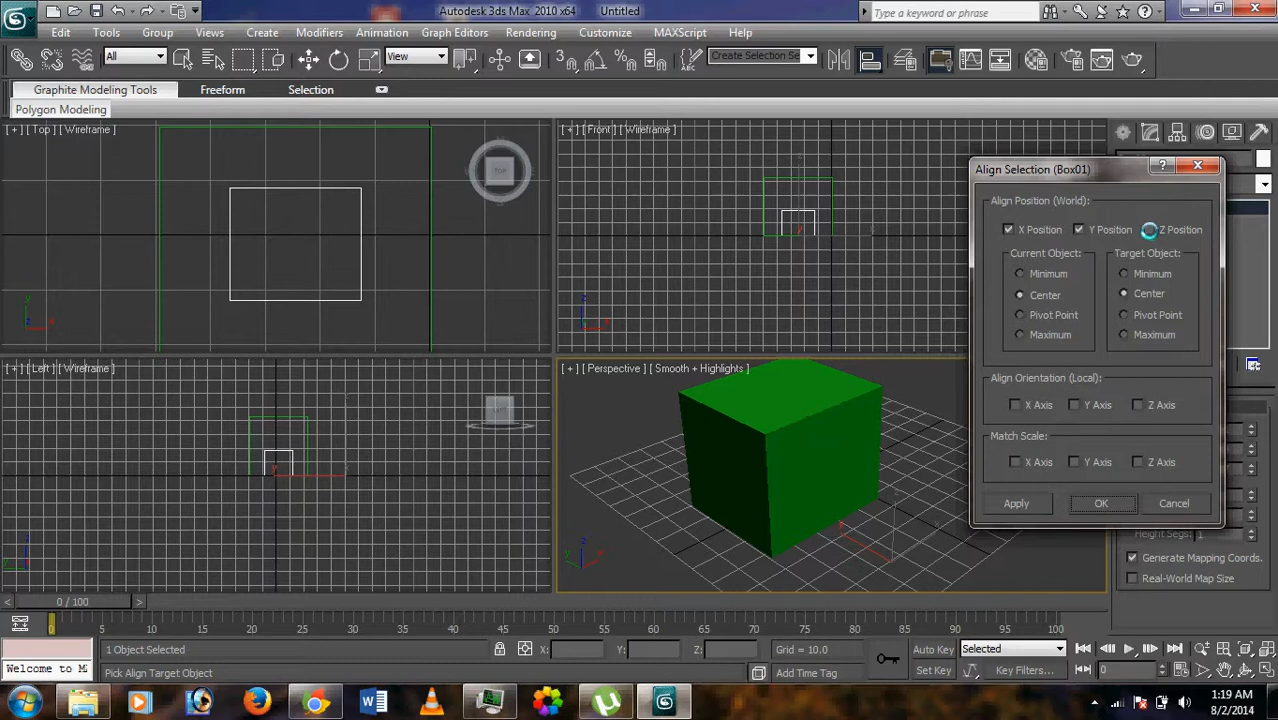 Autodesk 3ds Max 2010 x64 Untitled
Type a keyword or phrase
Edit Tools Group Views Create Modifiers Animation Graph Editors Rendering Customize MAXScript Help
All View 3 Create Selection Se
Graphite Modeling Tools Freeform Selection
Polygon Modeling
[ + ] [ Top ] [ Wireframe ] [ + ] [ Front ] [ Wireframe ]
TOP
Align Selection (Box01)
Align Position (World):
X Position Y Position Z Position
Current Object: Target Object:
Minimum Minimum
Center Center
Pivot Point Pivot Point
Maximum Maximum
Align Orientation (Local):
X Axis Y Axis Z Axis
Match Scale:
X Axis Y Axis Z Axis
Apply OK Cancel
y x z x
[ + ] [ Left ] [ Wireframe ] [ + ] [ Perspective ] [ Smooth + Highlights ]
Height Segs: 1
Generate Mapping Coords.
Real-World Map Size
< 0 / 100 >
0 5 10 15 20 25 30 35 40 45 50 55 60 65 70 75 80 85 90 95 100
1 Object Selected X: Y: Z: Grid = 10.0 Auto Key Selected
Welcome to M Pick Align Target Object Add Time Tag Set Key Key Filters... 0
1:19 AM
8/2/2014